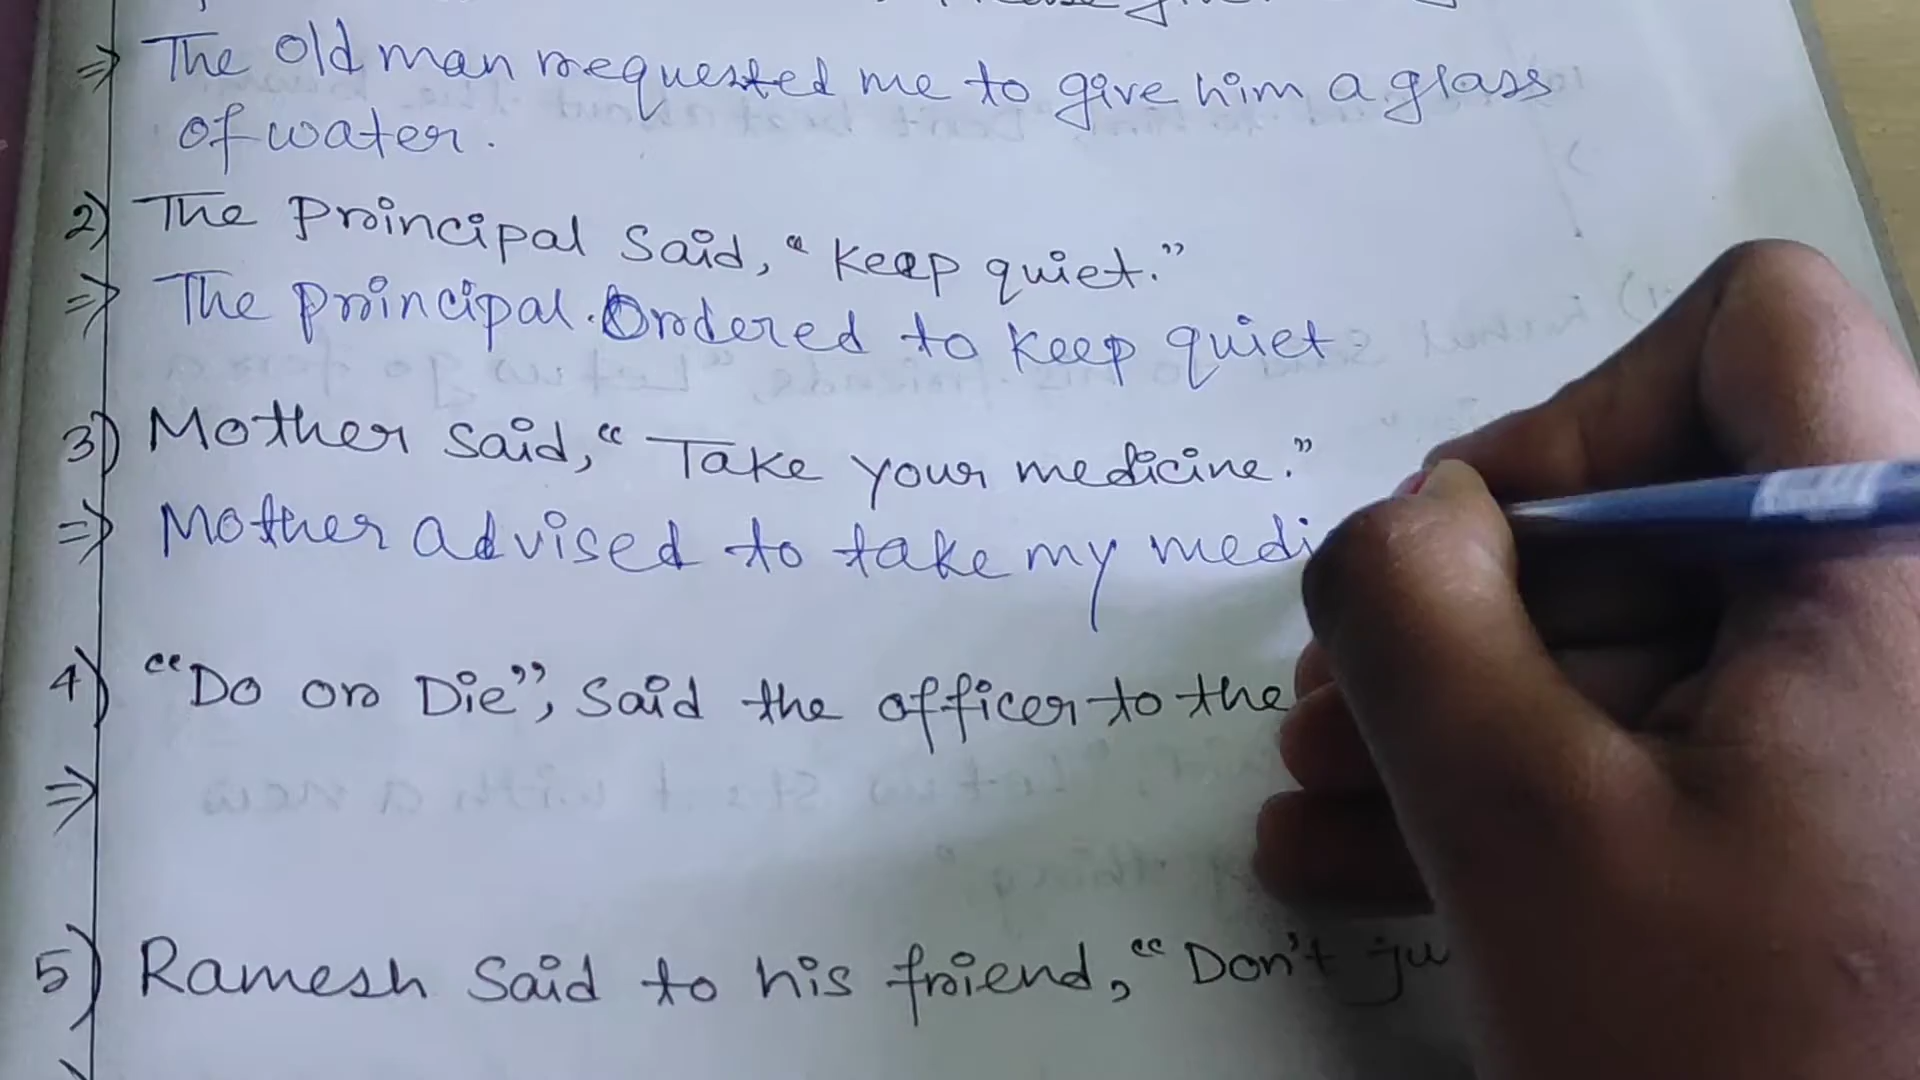 ⇒ The old man requested me to give him a glass
of water.
2) The Principal said, "Keep quiet."
⇒ The principal Ordered to keep quiet
3) Mother said, "Take your medicine."
⇒ Mother advised to take my medi
4) "Do or Die", said the officer to the
⇒
5) Ramesh said to his friend, "Don't ju